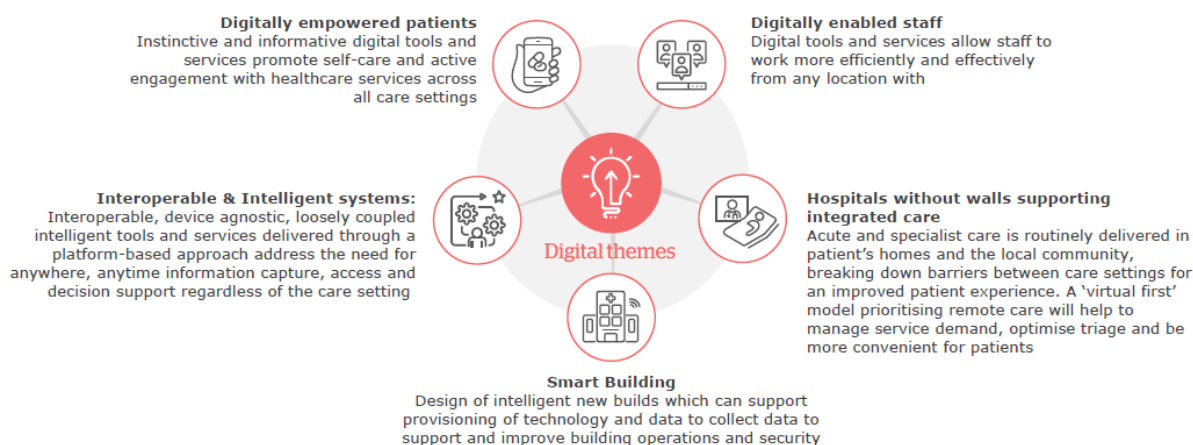 Digitally empowered patients
Instinctive and informative digital tools and
services promote self-care and active
engagement with healthcare services across
all care settings
Digitally enabled staff
Digital tools and services allow staff to
work more efficiently and effectively
from any location with
Interoperable & Intelligent systems:
Interoperable, device agnostic, loosely coupled
intelligent tools and services delivered through a
platform-based approach address the need for
anywhere, anytime information capture, access and
decision support regardless of the care setting
Digital themes
Hospitals without walls supporting
integrated care
Acute and specialist care is routinely delivered in
patient's homes and the local community,
breaking down barriers between care settings for
an improved patient experience. A ‘virtual first’
model prioritising remote care will help to
manage service demand, optimise triage and be
more convenient for patients
Smart Building
Design of intelligent new builds which can support
provisioning of technology and data to collect data to
support and improve building operations and security